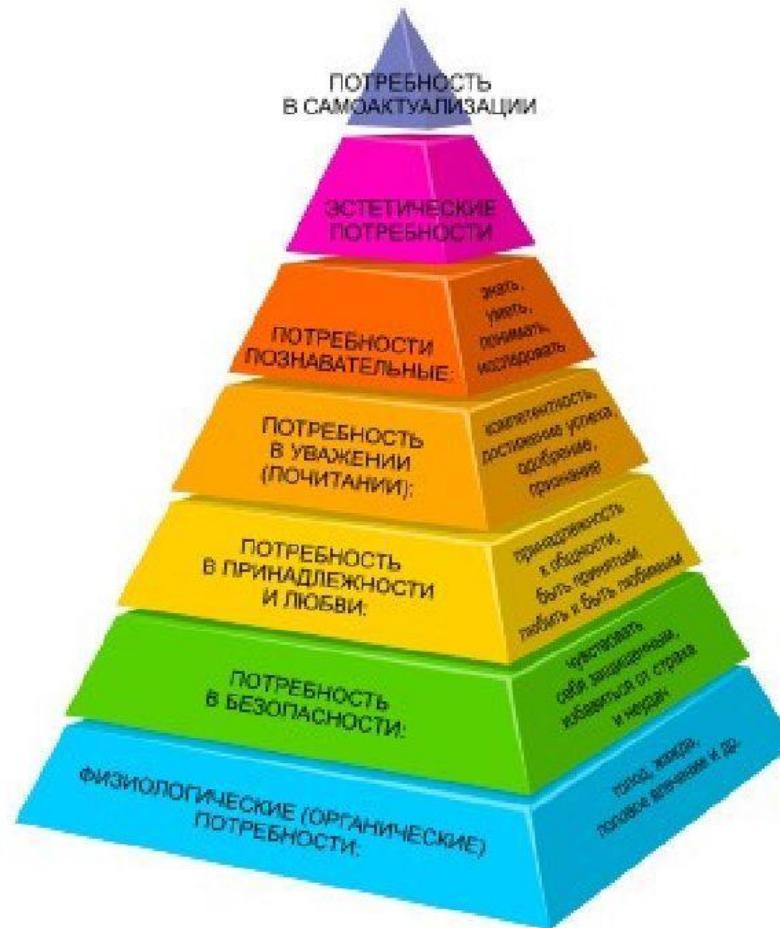 ПОТРЕБНОСТЬ
В САМОАКТУАЛИЗАЦИИ
ЭСТЕТИЧЕСКИЕ
ПОТРЕБНОСТИ
ПОТРЕБНОСТИ
ПОЗНАВАТЕЛЬНЫЕ:
знать,
уметь,
понимать,
исследовать
ПОТРЕБНОСТЬ
В УВАЖЕНИИ
(ПОЧИТАНИИ):
компетентность,
достижение успеха,
одобрение,
признание
ПОТРЕБНОСТЬ
В ПРИНАДЛЕЖНОСТИ
И ЛЮБВИ:
принадлежность
к общности,
быть принятым,
любить и быть любимым
ПОТРЕБНОСТЬ
В БЕЗОПАСНОСТИ:
чувствовать
себя защищенным,
избавиться от страха
и неудач
ФИЗИОЛОГИЧЕСКИЕ (ОРГАНИЧЕСКИЕ)
ПОТРЕБНОСТИ:
голод, жажда,
половое влечение и др.